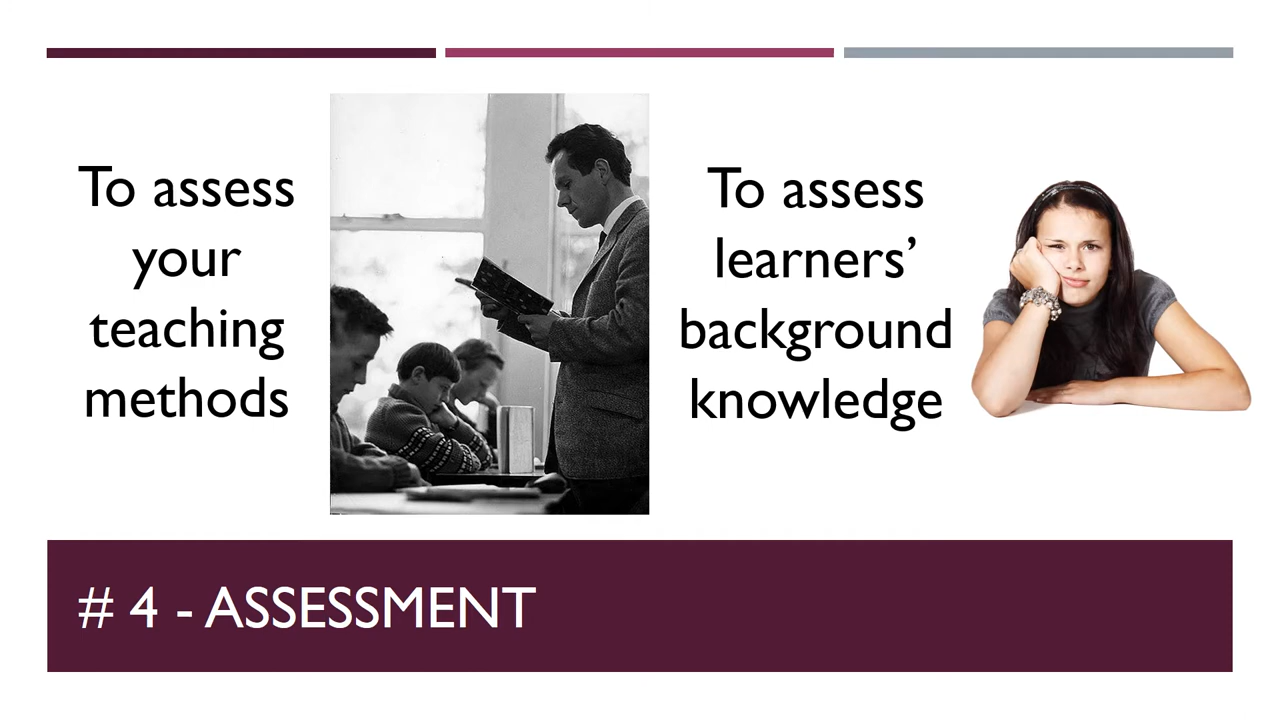 To assess
your
teaching
methods
To assess
learners’
background
knowledge
# 4 - ASSESSMENT